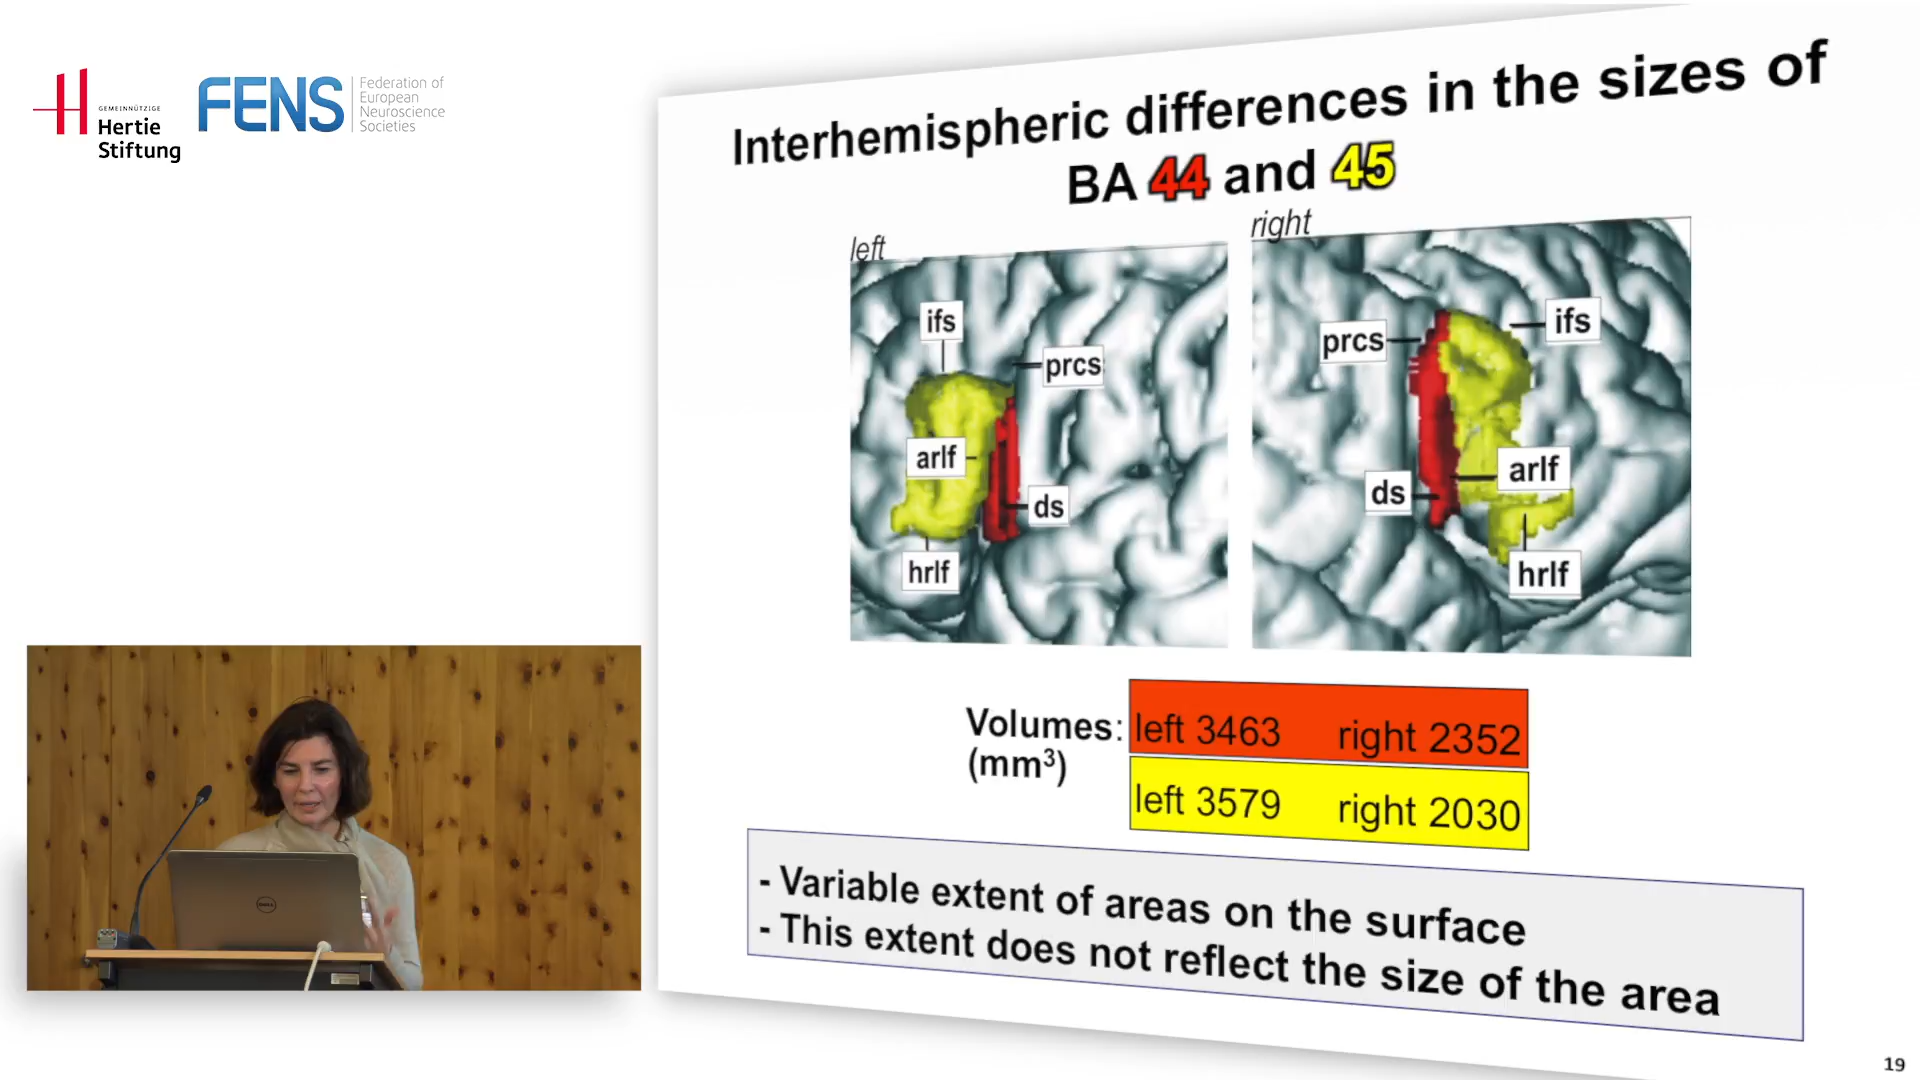 GEMEINNÜTZIGE
Hertie
Stiftung
FENS
Federation of
European
Neuroscience
Societies
Interhemispheric differences in the sizes of
BA 44 and 45
left
right
ifs
prcs
arlf
ds
hrlf
prcs
ifs
arlf
ds
hrlf
Volumes:
(mm³)
left 3463 right 2352
left 3579 right 2030
- Variable extent of areas on the surface
- This extent does not reflect the size of the area
DELL
19